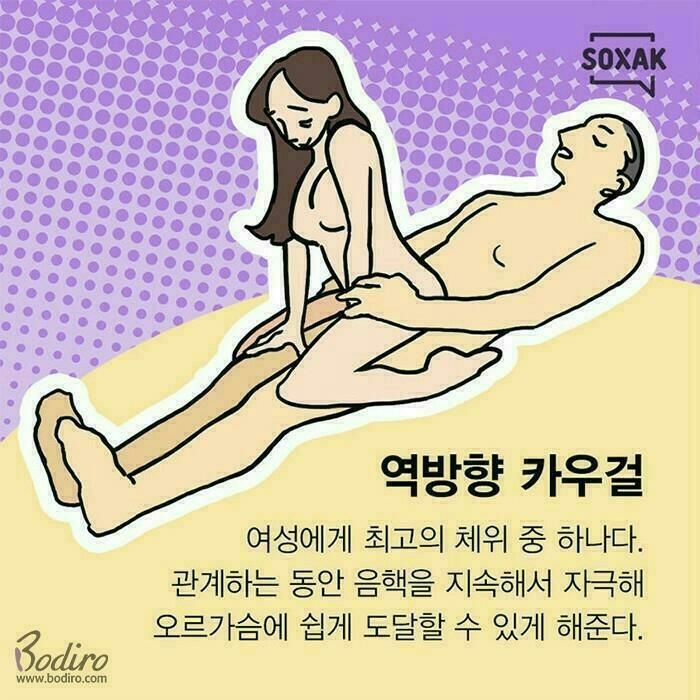 SOXAK
역방향 카우걸
여성에게 최고의 체위 중 하나다.
관계하는 동안 음핵을 지속해서 자극해
오르가슴에 쉽게 도달할 수 있게 해준다.
Bodiro
www.bodiro.com